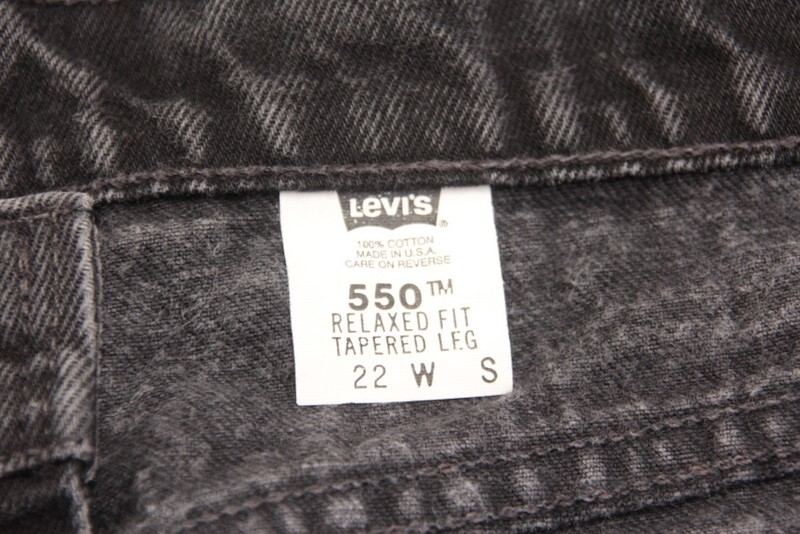 LEVI'S ®
100% COTTON
MADE IN U.S.A.
CARE ON REVERSE
550™
RELAXED FIT
TAPERED LEG
22 W S